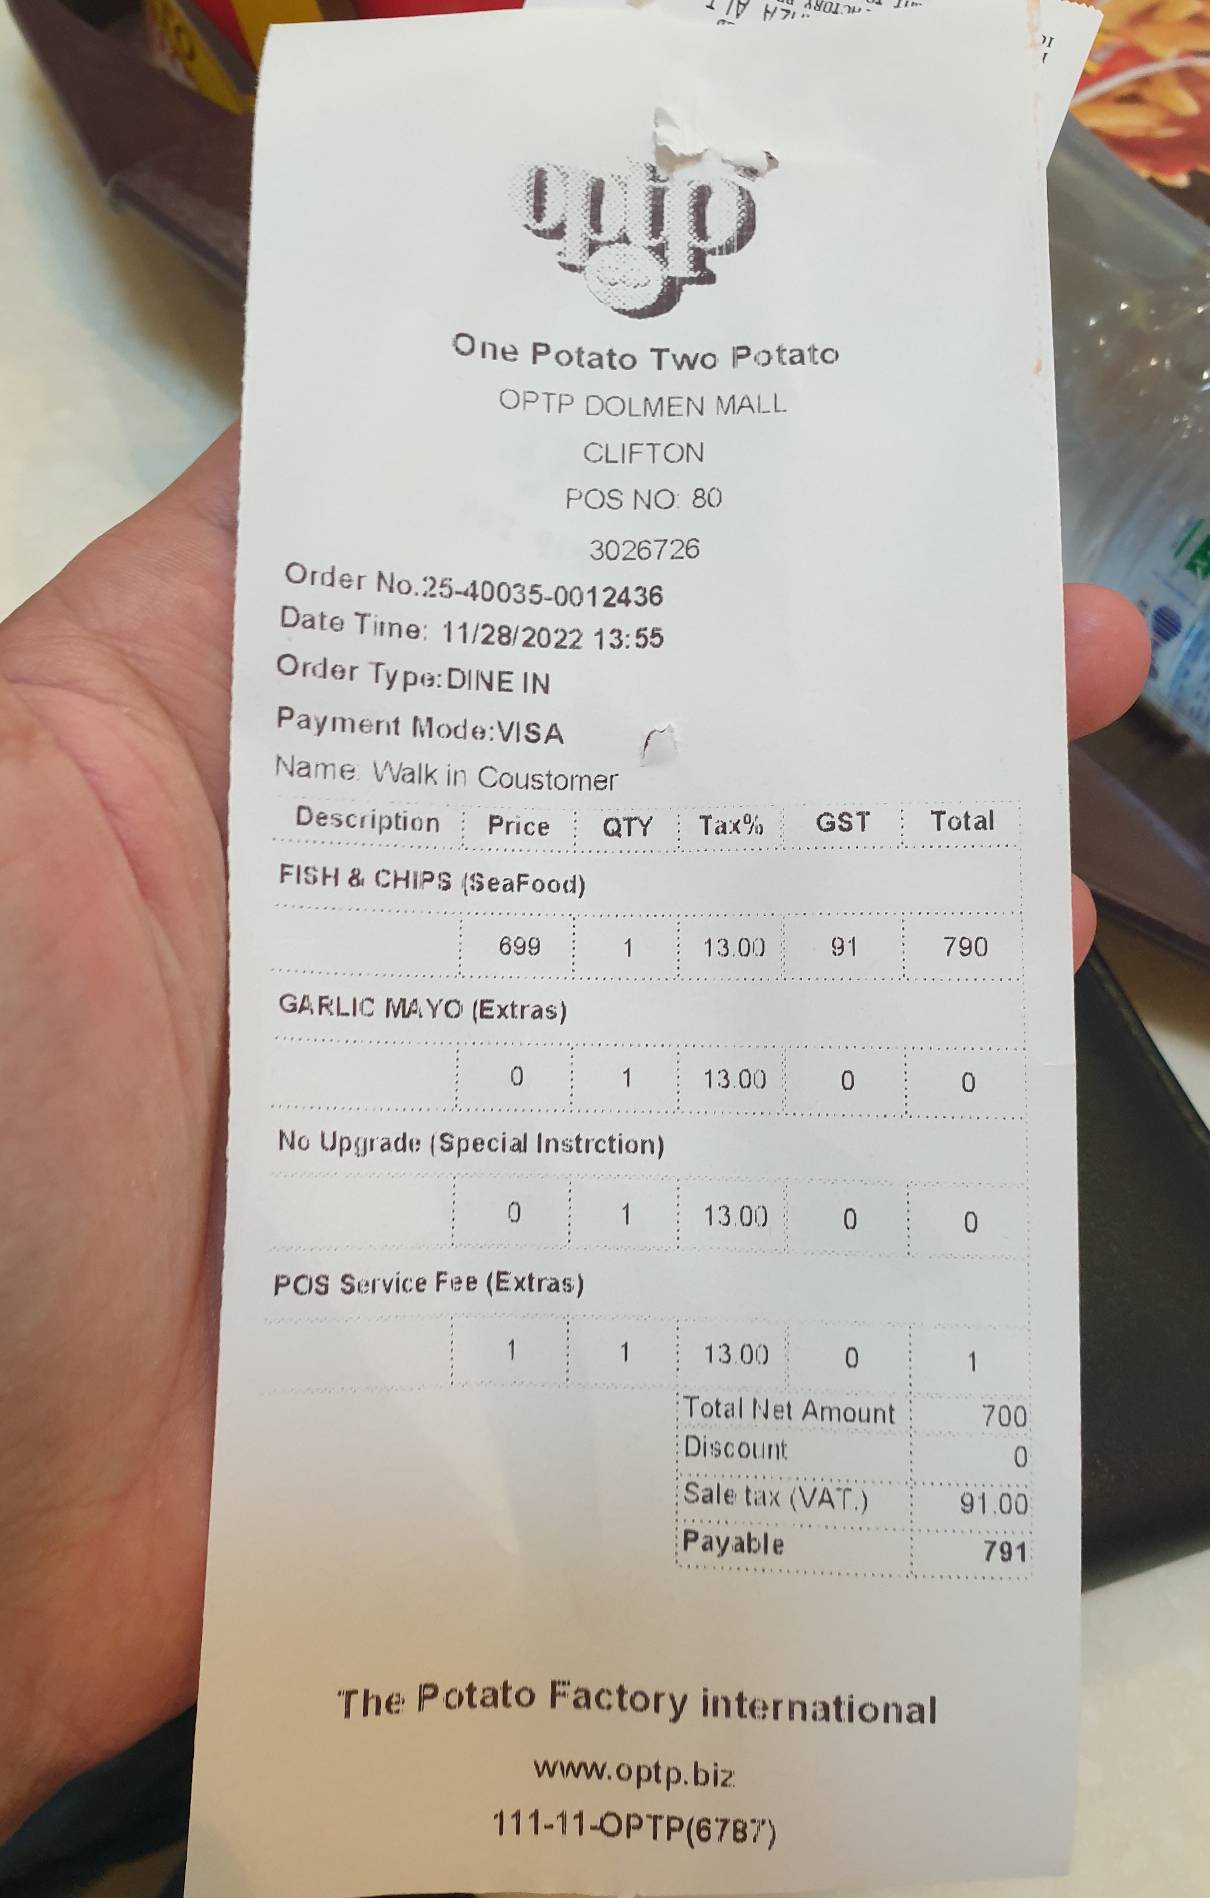 optp
One Potato Two Potato
OPTP DOLMEN MALL
CLIFTON
POS NO: 80
3026726
Order No.25-40035-0012436
Date Time: 11/28/2022 13:55
Order Type:DINE IN
Payment Mode:VISA
Name: Walk in Coustomer
Description Price QTY Tax% GST Total
FISH & CHIPS (SeaFood)
699 1 13.00 91 790
GARLIC MAYO (Extras)
0 1 13.00 0 0
No Upgrade (Special Instrction)
0 1 13.00 0 0
POS Service Fee (Extras)
1 1 13.00 0 1
Total Net Amount 700
Discount 0
Sale tax (VAT.) 91.00
Payable 791
The Potato Factory international
www.optp.biz
111-11-OPTP(6787)